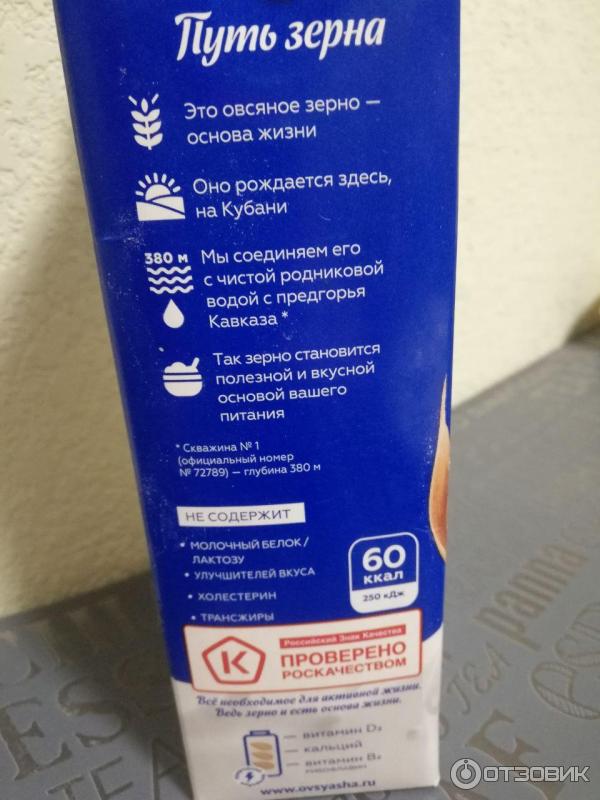 Путь зерна
Это овсяное зерно —
основа жизни
Оно рождается здесь,
на Кубани
380 м
Мы соединяем его
с чистой родниковой
водой с предгорья
Кавказа*
Так зерно становится
полезной и вкусной
основой вашего
питания
* Скважина № 1
(официальный номер
№ 72789) — глубина 380 м
НЕ СОДЕРЖИТ
• МОЛОЧНЫЙ БЕЛОК/
ЛАКТОЗУ
• УЛУЧШИТЕЛЕЙ ВКУСА
• ХОЛЕСТЕРИН
• ТРАНСЖИРЫ
60
ккал
250 кДж
Российский Знак Качества
К
ПРОВЕРЕНО
РОСКАЧЕСТВОМ
Всё необходимое для активной жизни.
Ведь зерно и есть основа жизни.
витамин D₂
кальций
витамин B₂
РИБОФЛАВИН
www.ovsyasha.ru
panna
TEA
ОТЗОВИК